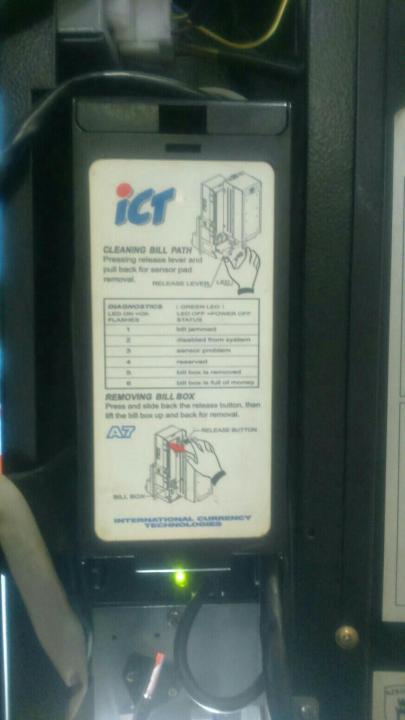 ICT
CLEANING BILL PATH
Pressing release lever and
pull back for sensor pad
removal.
RELEASE LEVER
LED
DIAGNOSTICS ( GREEN LED )
LED ON =OK LED OFF =POWER OFF
FLASHES STATUS
1 bill jammed
2 disabled from system
3 sensor problem
4 reserved
5 bill box is removed
6 bill box is full of money
REMOVING BILL BOX
Press and slide back the release button, then
lift the bill box up and back for removal.
A7
RELEASE BUTTON
BILL BOX
INTERNATIONAL CURRENCY
TECHNOLOGIES